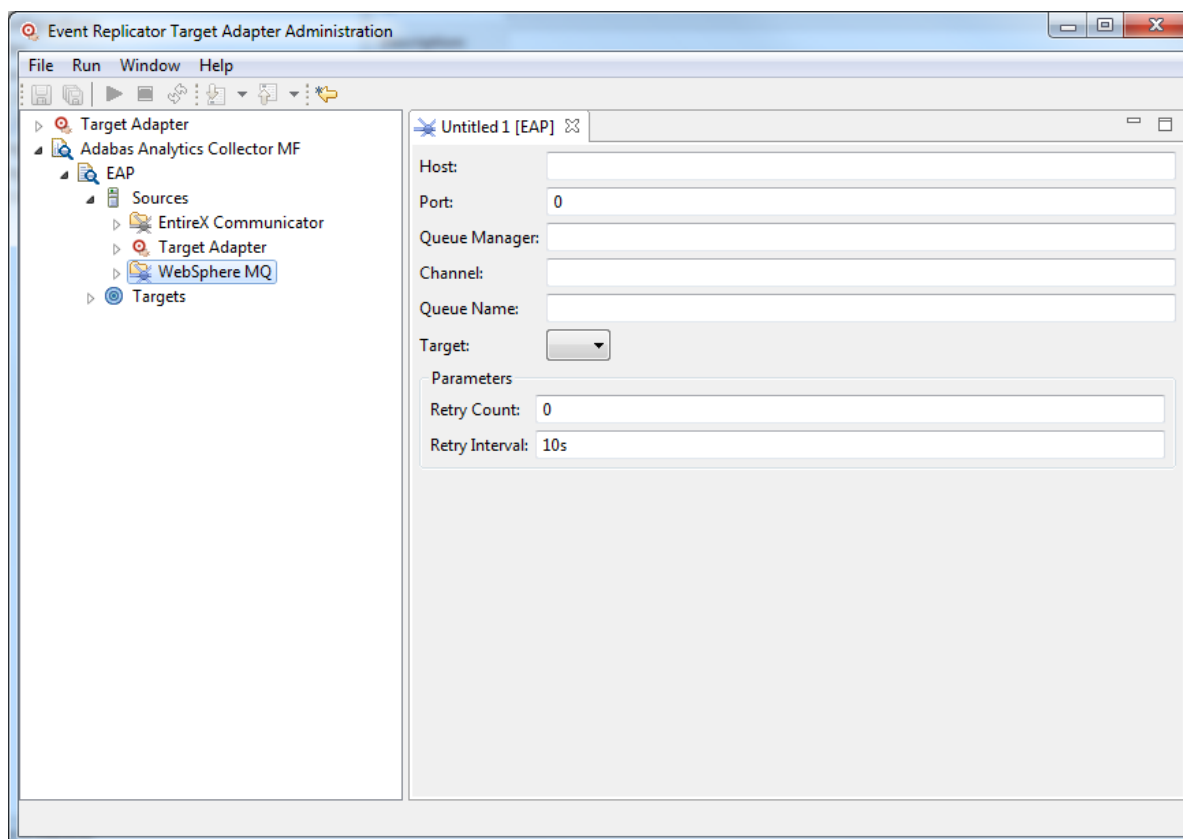 Event Replicator Target Adapter Administration
File Run Window Help
Target Adapter
Adabas Analytics Collector MF
EAP
Sources
EntireX Communicator
Target Adapter
WebSphere MQ
Targets
Untitled 1 [EAP]
Host:
Port: 0
Queue Manager:
Channel:
Queue Name:
Target:
Parameters
Retry Count: 0
Retry Interval: 10s